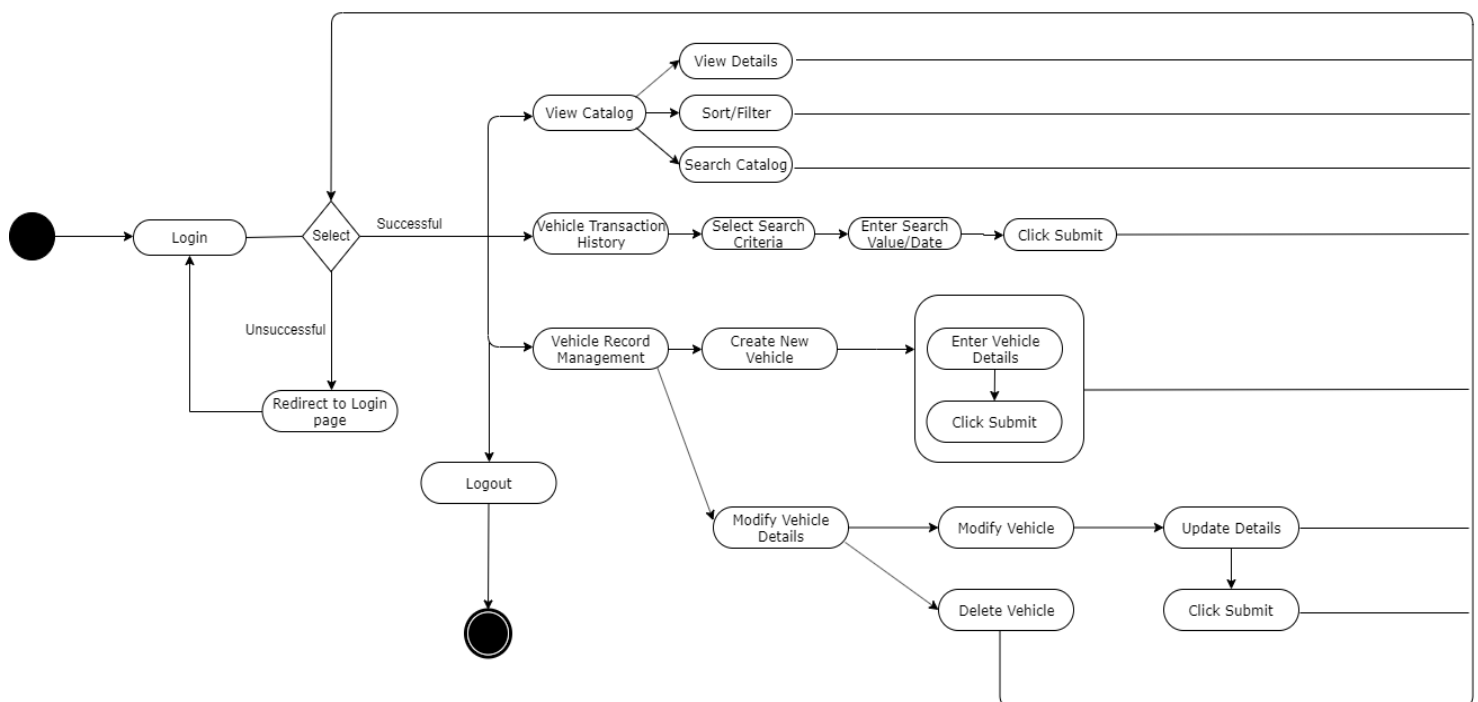 View Details
View Catalog
Sort/Filter
Search Catalog
Login
Select
Successful
Vehicle Transaction
History
Select Search
Criteria
Enter Search
Value/Date
Click Submit
Unsuccessful
Redirect to Login
page
Vehicle Record
Management
Create New
Vehicle
Enter Vehicle
Details
Click Submit
Logout
Modify Vehicle
Details
Modify Vehicle
Update Details
Delete Vehicle
Click Submit